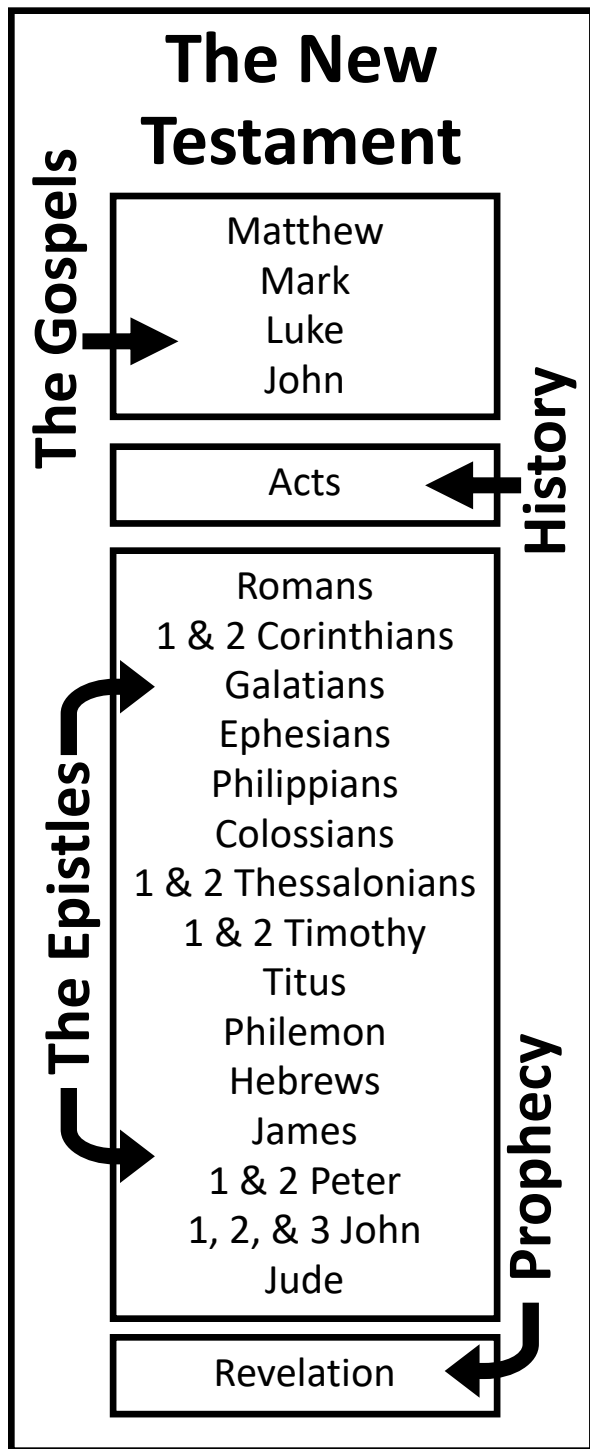 The New
Testament
The Gospels
Matthew
Mark
Luke
John
History
Acts
The Epistles
Romans
1 & 2 Corinthians
Galatians
Ephesians
Philippians
Colossians
1 & 2 Thessalonians
1 & 2 Timothy
Titus
Philemon
Hebrews
James
1 & 2 Peter
1, 2, & 3 John
Jude
Prophecy
Revelation